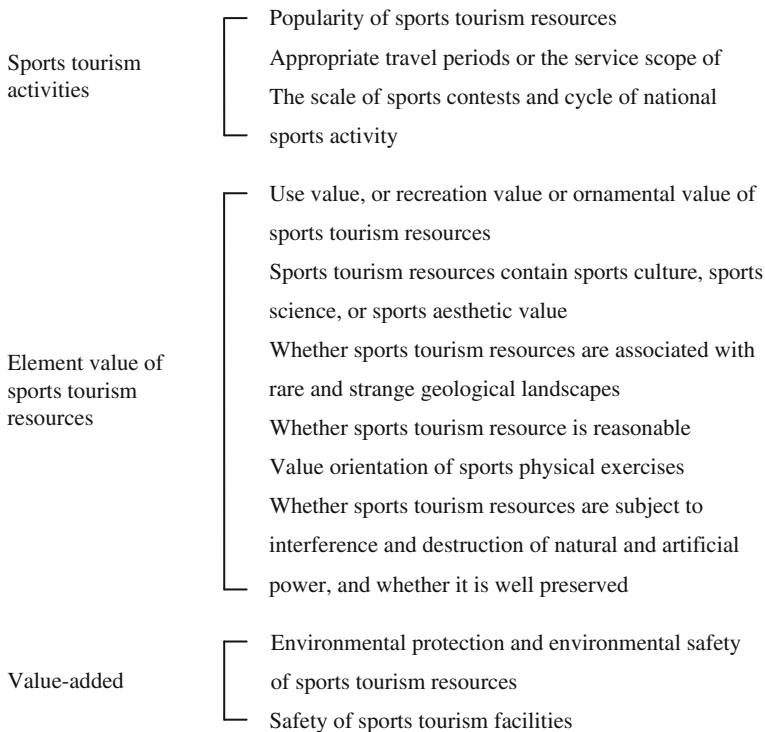 Sports tourism
activities
Popularity of sports tourism resources
Appropriate travel periods or the service scope of
The scale of sports contests and cycle of national
sports activity
Element value of
sports tourism
resources
Use value, or recreation value or ornamental value of
sports tourism resources
Sports tourism resources contain sports culture, sports
science, or sports aesthetic value
Whether sports tourism resources are associated with
rare and strange geological landscapes
Whether sports tourism resource is reasonable
Value orientation of sports physical exercises
Whether sports tourism resources are subject to
interference and destruction of natural and artificial
power, and whether it is well preserved
Value-added
Environmental protection and environmental safety
of sports tourism resources
Safety of sports tourism facilities